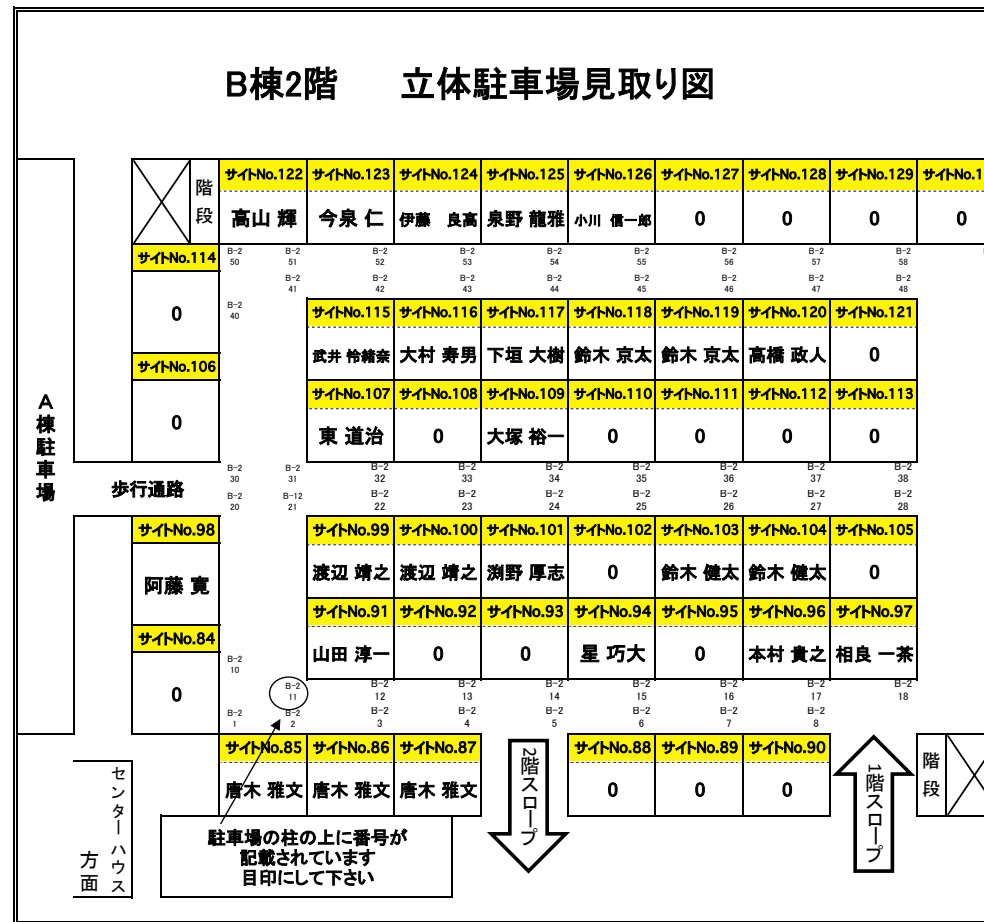 B棟2階　立体駐車場見取り図
階段
サイトNo.122 サイトNo.123 サイトNo.124 サイトNo.125 サイトNo.126 サイトNo.127 サイトNo.128 サイトNo.129 サイトNo.1
高山 輝 今泉 仁 伊藤　良高 泉野 龍雅 小川 信一郎 0 0 0 0
サイトNo.114
0
B-2 50 B-2 51 B-2 52 B-2 53 B-2 54 B-2 55 B-2 56 B-2 57 B-2 58
B-2 41 B-2 42 B-2 43 B-2 44 B-2 45 B-2 46 B-2 47 B-2 48
B-2 40
サイトNo.115 サイトNo.116 サイトNo.117 サイトNo.118 サイトNo.119 サイトNo.120 サイトNo.121
武井 怜緒奈 大村 寿男 下垣 大樹 鈴木 京太 鈴木 京太 高橋 政人 0
サイトNo.106
0
サイトNo.107 サイトNo.108 サイトNo.109 サイトNo.110 サイトNo.111 サイトNo.112 サイトNo.113
東 道治 0 大塚 裕一 0 0 0 0
A棟駐車場
歩行通路
B-2 30 B-2 31 B-2 32 B-2 33 B-2 34 B-2 35 B-2 36 B-2 37 B-2 38
B-2 20 B-12 21 B-2 22 B-2 23 B-2 24 B-2 25 B-2 26 B-2 27 B-2 28
サイトNo.98
阿藤 寛
サイトNo.99 サイトNo.100 サイトNo.101 サイトNo.102 サイトNo.103 サイトNo.104 サイトNo.105
渡辺 靖之 渡辺 靖之 渕野 厚志 0 鈴木 健太 鈴木 健太 0
サイトNo.91 サイトNo.92 サイトNo.93 サイトNo.94 サイトNo.95 サイトNo.96 サイトNo.97
山田 淳一 0 0 星 巧大 0 本村 貴之 相良 一茶
サイトNo.84
0
B-2 10
B-2 11 B-2 12 B-2 13 B-2 14 B-2 15 B-2 16 B-2 17 B-2 18
B-2 1 B-2 2 B-2 3 B-2 4 B-2 5 B-2 6 B-2 7 B-2 8
サイトNo.85 サイトNo.86 サイトNo.87 サイトNo.88 サイトNo.89 サイトNo.90
唐木 雅文 唐木 雅文 唐木 雅文 0 0 0
2階スロープ
1階スロープ
階段
センターハウス
方面
駐車場の柱の上に番号が
記載されています
目印にして下さい